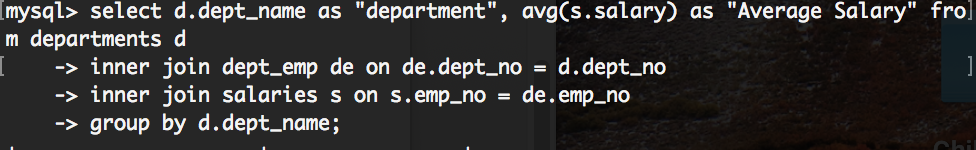 [mysql> select d.dept_name as "department", avg(s.salary) as "Average Salary" fro]
m departments d
[    -> inner join dept_emp de on de.dept_no = d.dept_no ]
    -> inner join salaries s on s.emp_no = de.emp_no
    -> group by d.dept_name;